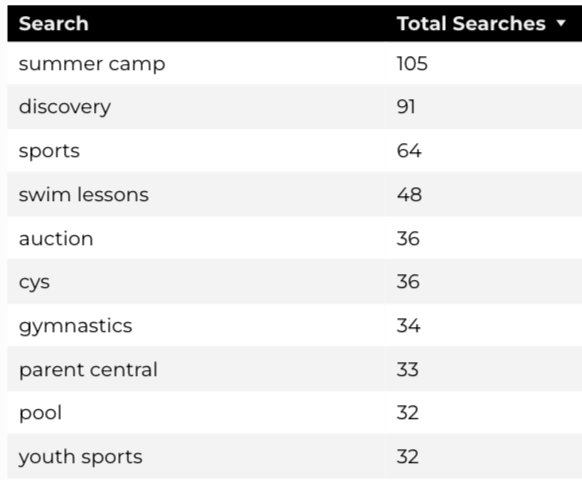 Search Total Searches ▼
summer camp 105
discovery 91
sports 64
swim lessons 48
auction 36
cys 36
gymnastics 34
parent central 33
pool 32
youth sports 32